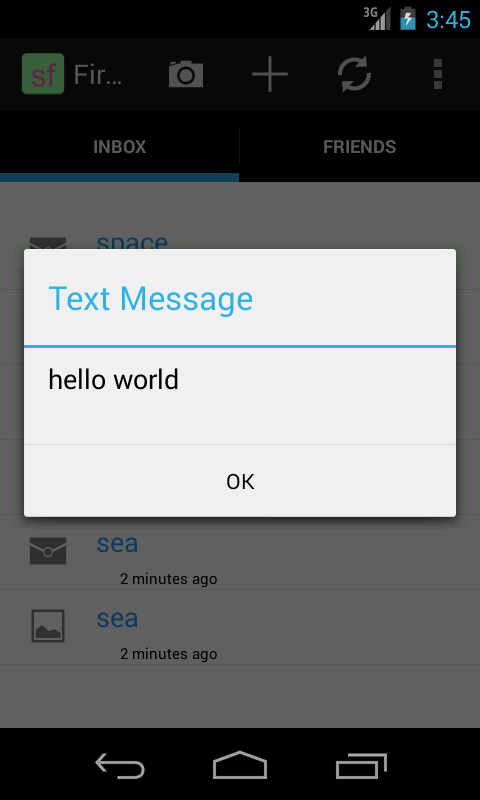 3G 3:45
sf Fir...
INBOX FRIENDS
space
Text Message
hello world
OK
sea
2 minutes ago
sea
2 minutes ago